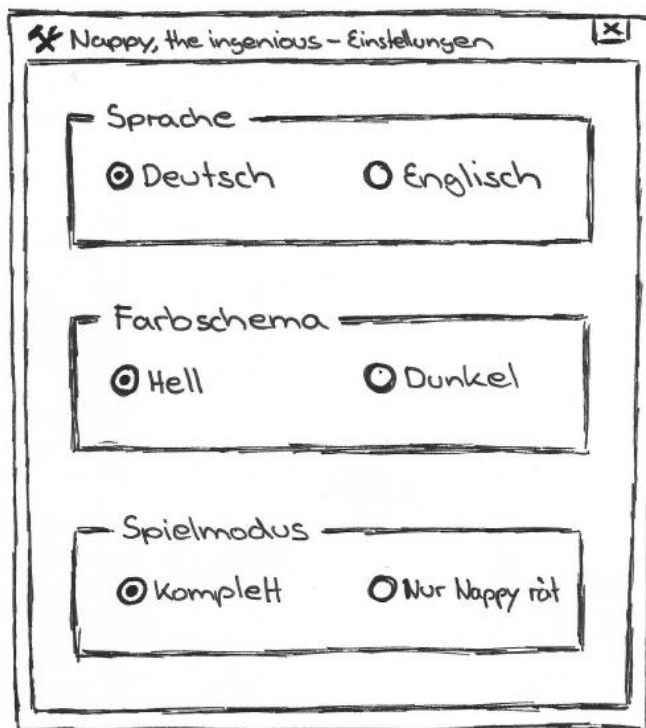 Nappy, the ingenious - Einstellungen
Sprache
Deutsch Englisch
Farbschema
Hell Dunkel
Spielmodus
Komplett Nur Nappy rät